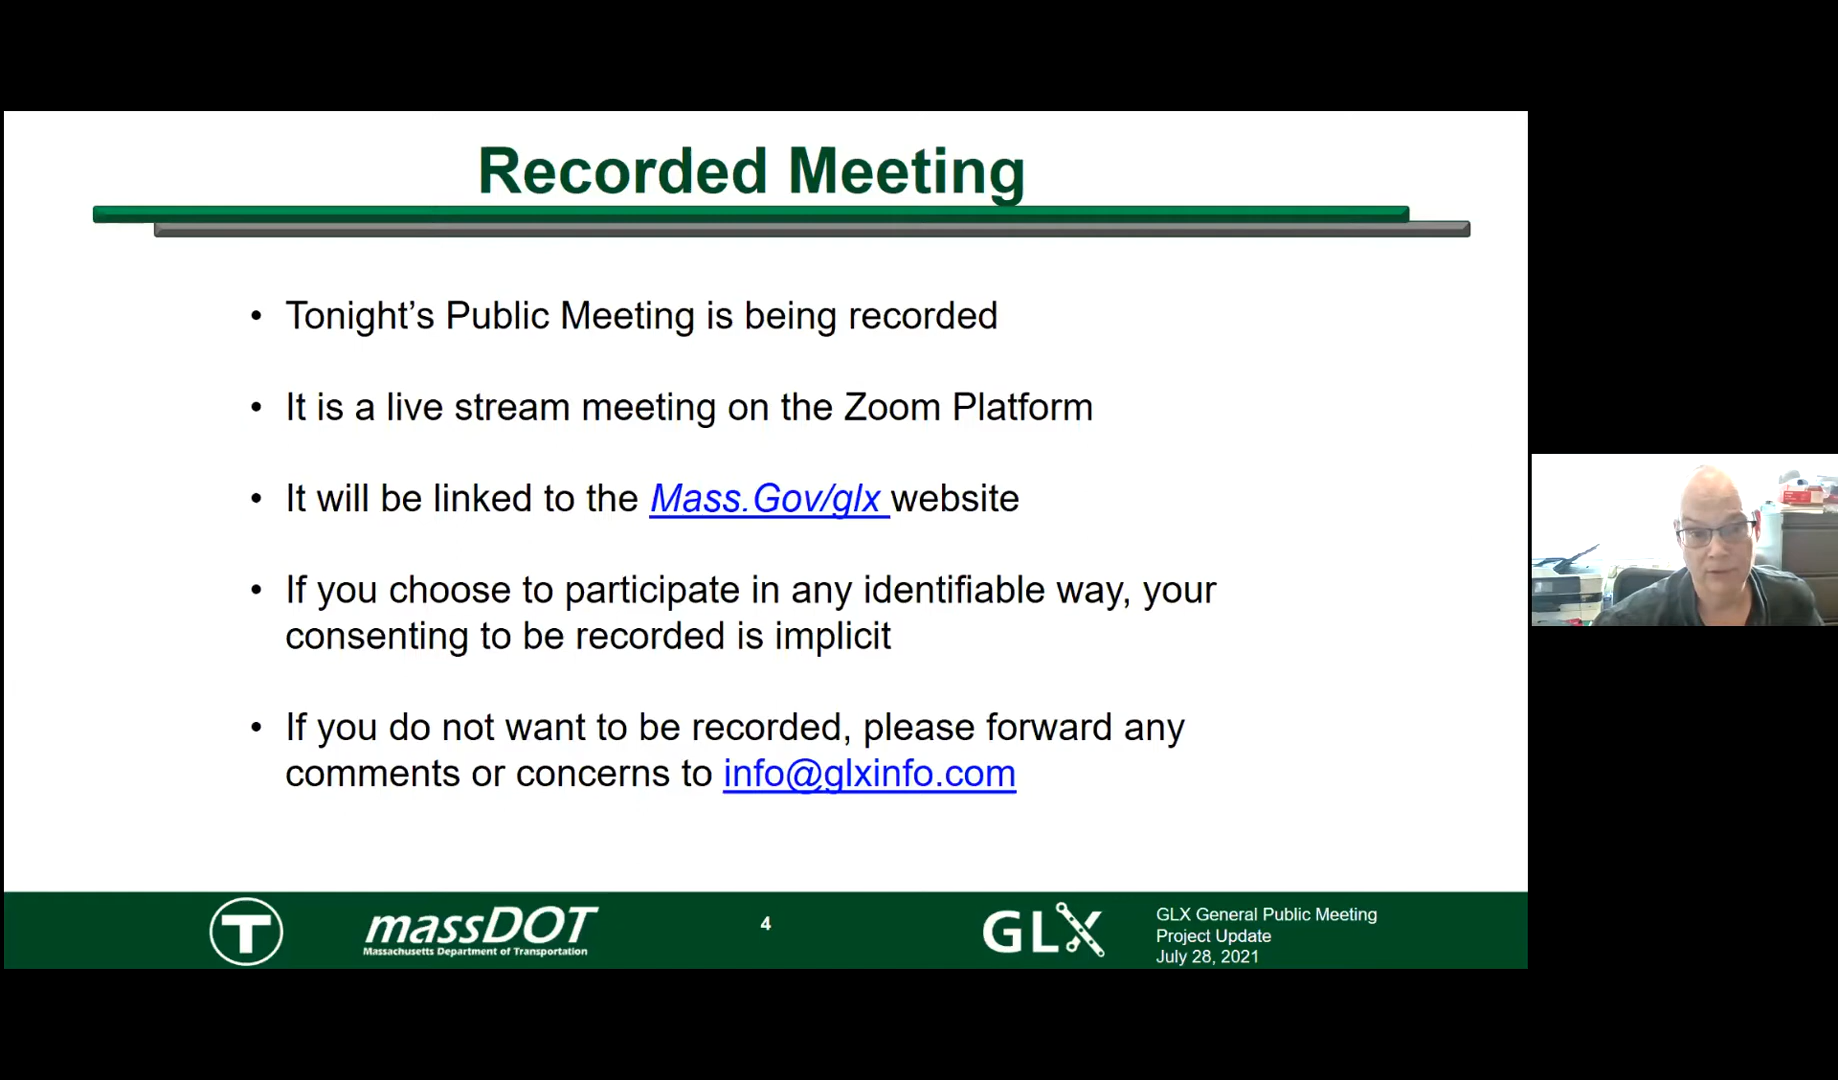 Recorded Meeting
• Tonight’s Public Meeting is being recorded
• It is a live stream meeting on the Zoom Platform
• It will be linked to the Mass.Gov/glx website
• If you choose to participate in any identifiable way, your
consenting to be recorded is implicit
• If you do not want to be recorded, please forward any
comments or concerns to info@glxinfo.com
T
massDOT
Massachusetts Department of Transportation
4
GLX
GLX General Public Meeting
Project Update
July 28, 2021